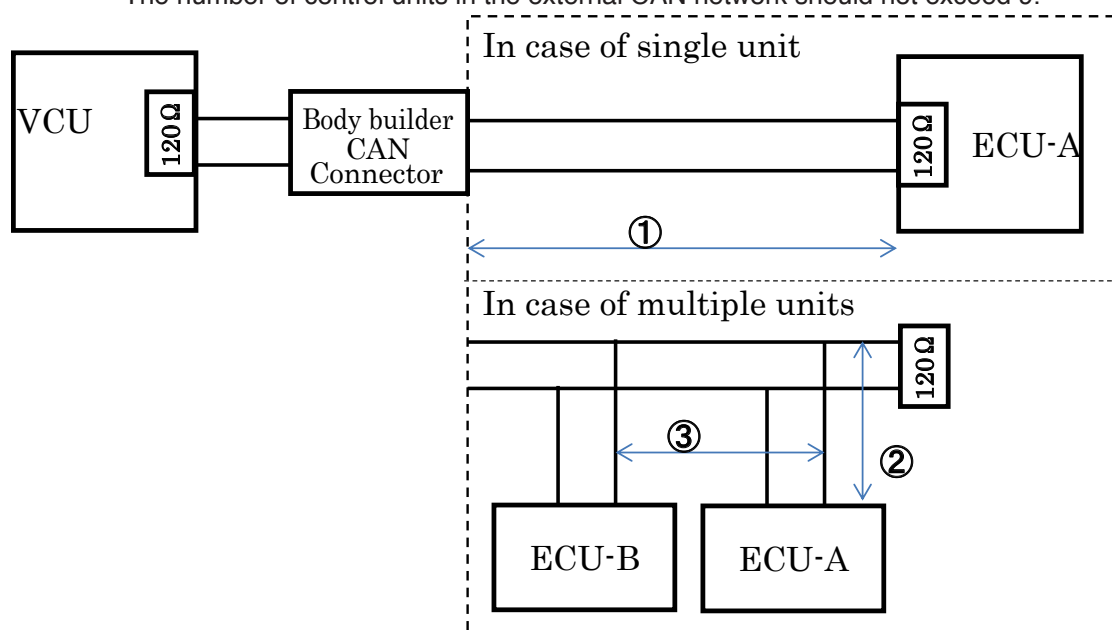 The number of control units in the external CAN network should not exceed
In case of single unit
VCU
120Ω
Body builder
CAN
Connector
120Ω
ECU-A
①
In case of multiple units
120Ω
③
②
ECU-B
ECU-A